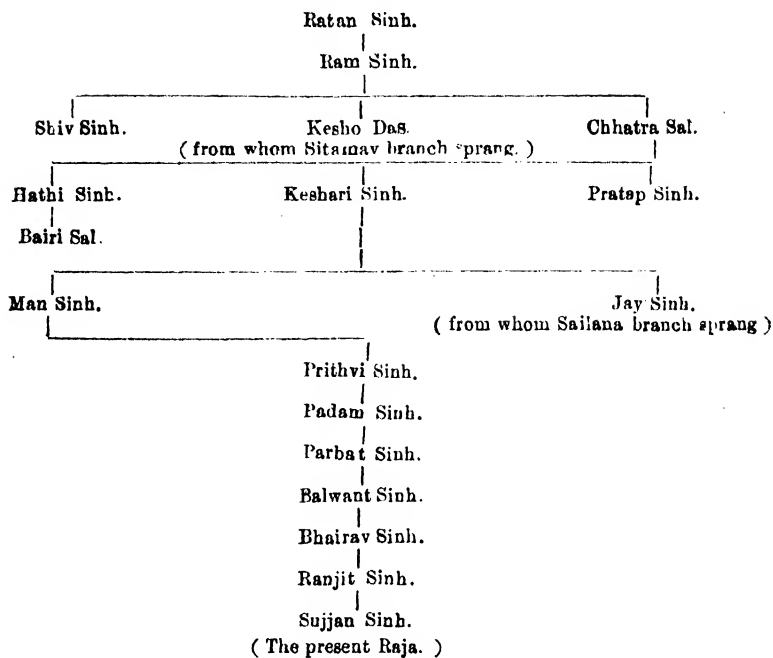 Ratan Sinh.
Ram Sinh.
Shiv Sinh. Kesho Das. Chhatra Sal.
( from whom Sitamav branch sprang. )
Hathi Sinh. Keshari Sinh. Pratap Sinh.
Bairi Sal.
Man Sinh. Jay Sinh.
( from whom Sailana branch sprang )
Prithvi Sinh.
Padam Sinh.
Parbat Sinh.
Balwant Sinh.
Bhairav Sinh.
Ranjit Sinh.
Sujjan Sinh.
( The present Raja. )